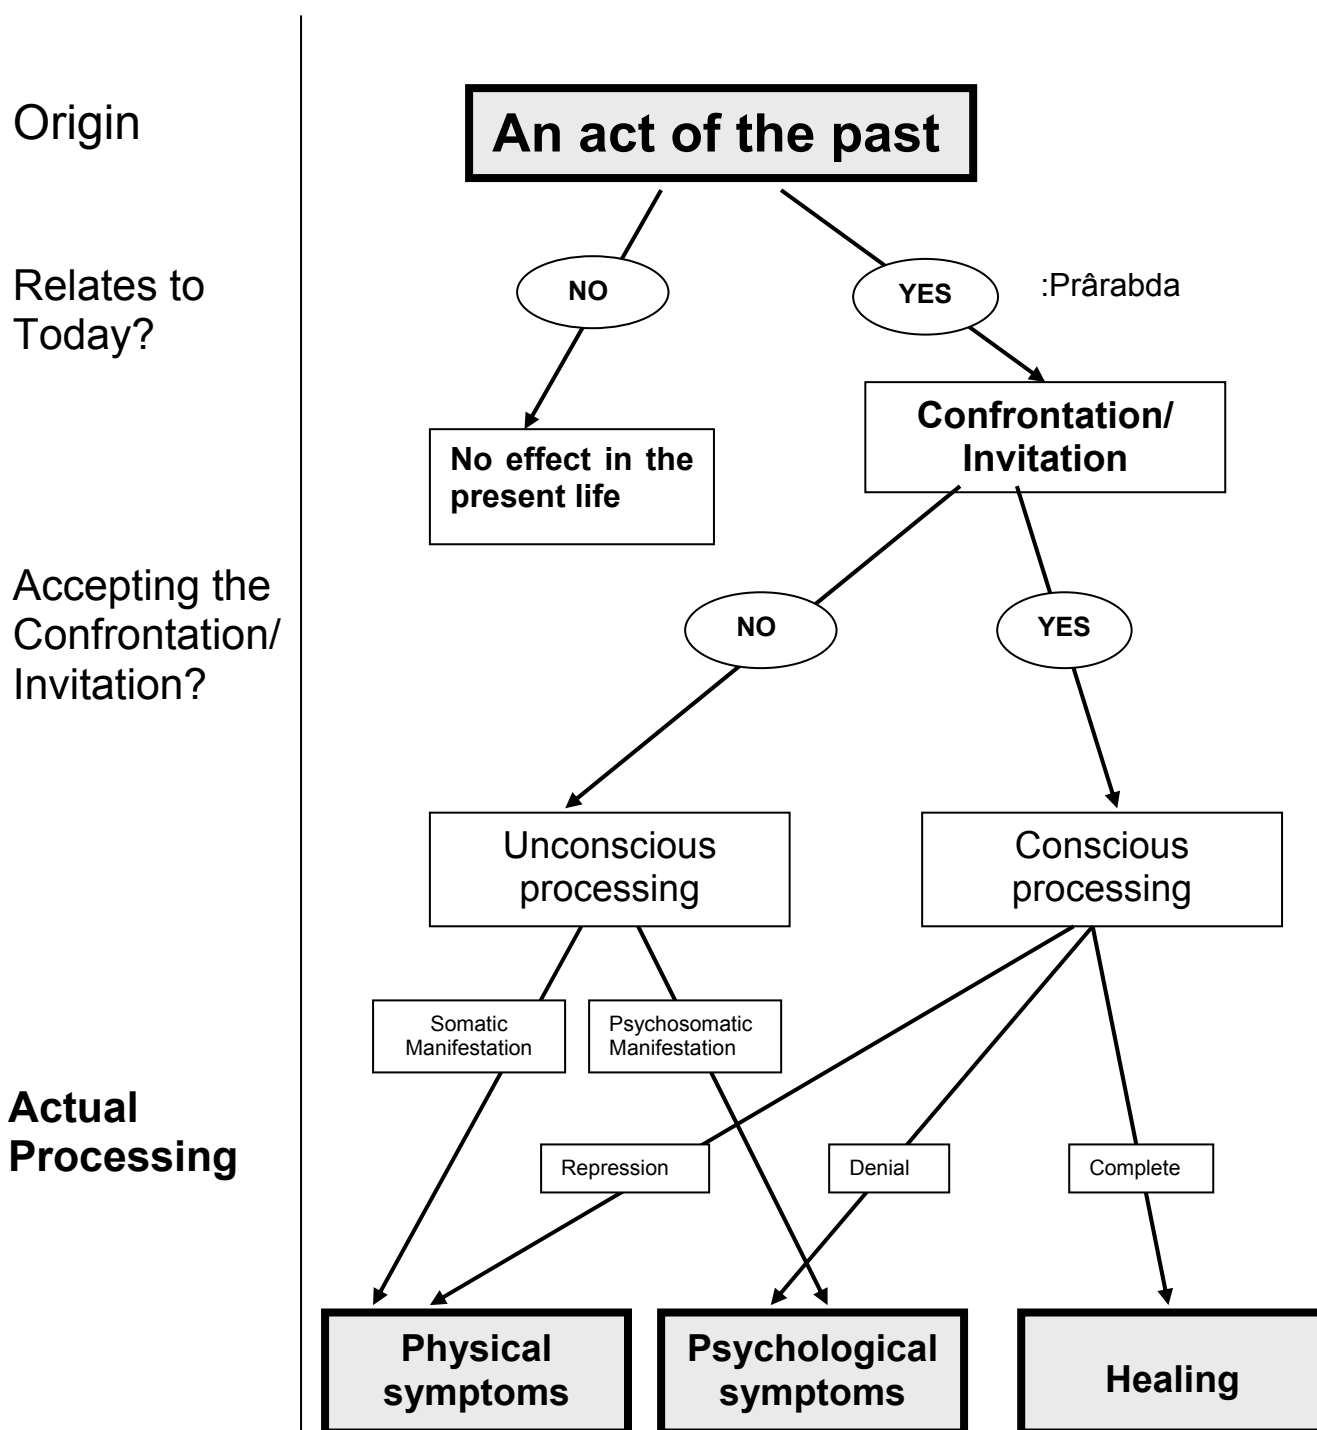 Origin
An act of the past
Relates to
Today?
NO
YES
:Prârabda
Confrontation/
Invitation
No effect in the
present life
Accepting the
Confrontation/
Invitation?
NO
YES
Unconscious
processing
Conscious
processing
Somatic
Manifestation
Psychosomatic
Manifestation
Actual
Processing
Repression
Denial
Complete
Physical
symptoms
Psychological
symptoms
Healing